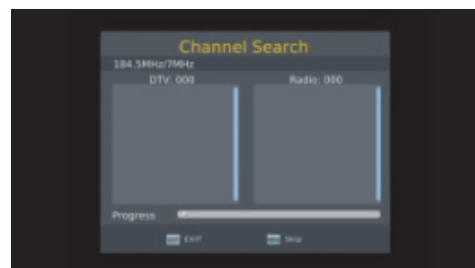 Channel Search
184.5MHz/7MHz
DTV: 000 Radio: 000
Progress
EXIT Skip